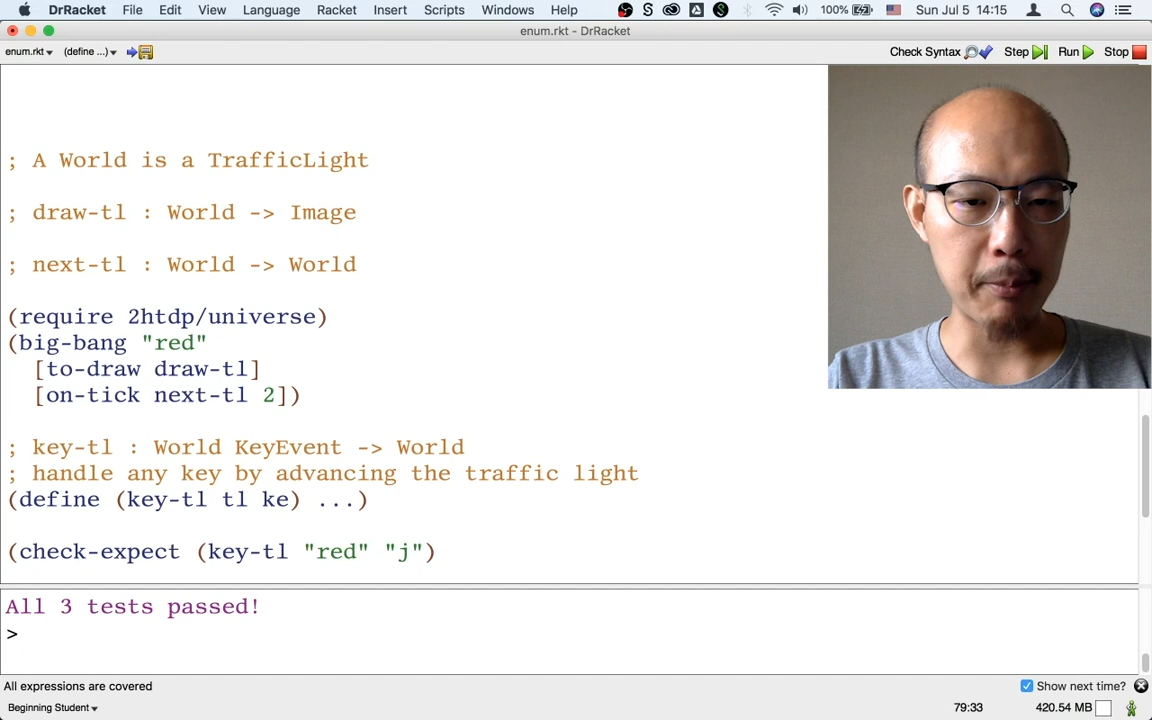 DrRacket File Edit View Language Racket Insert Scripts Windows Help 100% Sun Jul 5 14:15
enum.rkt - DrRacket
enum.rkt (define ...) Check Syntax Step Run Stop
; A World is a TrafficLight
; draw-tl : World -> Image
; next-tl : World -> World
(require 2htdp/universe)
(big-bang "red"
[to-draw draw-tl]
[on-tick next-tl 2])
; key-tl : World KeyEvent -> World
; handle any key by advancing the traffic light
(define (key-tl tl ke) ...)
(check-expect (key-tl "red" "j")
All 3 tests passed!
>
All expressions are covered Show next time?
Beginning Student 79:33 420.54 MB